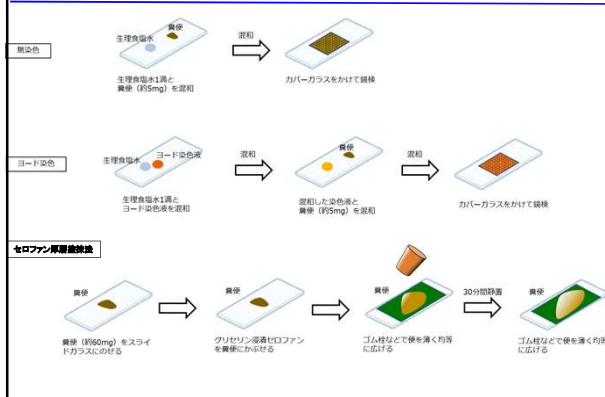 糞便
生理食塩水
混和
無染色
生理食塩水1滴と
糞便（約5mg）を混和
カバーガラスをかけて鏡検
生理食塩水
ヨード染色液
混和
糞便
混和
ヨード染色
生理食塩水1滴と
ヨード染色液を混和
混和した染色液と
糞便（約5mg）を混和
カバーガラスをかけて鏡検
セロファン厚層塗抹法
糞便
糞便
糞便
30分間静置
糞便
糞便（約60mg）をスライ
ドガラスにのせる
グリセリン浸漬セロファン
を糞便にかぶせる
ゴム栓などで便を薄く均等
に広げる
ゴム栓などで便を薄く均等
に広げる